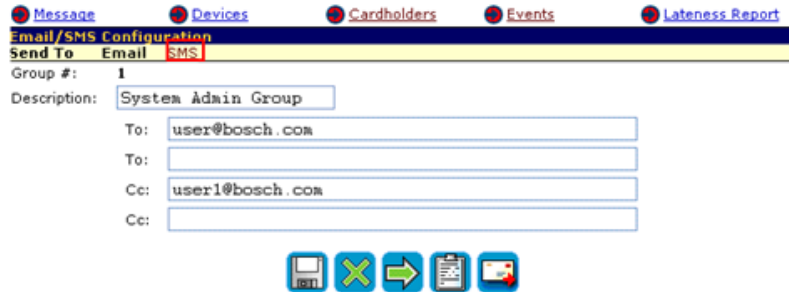 Message Devices Cardholders Events Lateness Report
Email/SMS Configuration
Send To Email SMS
Group #: 1
Description: System Admin Group
To: user@bosch.com
To:
Cc: user1@bosch.com
Cc: